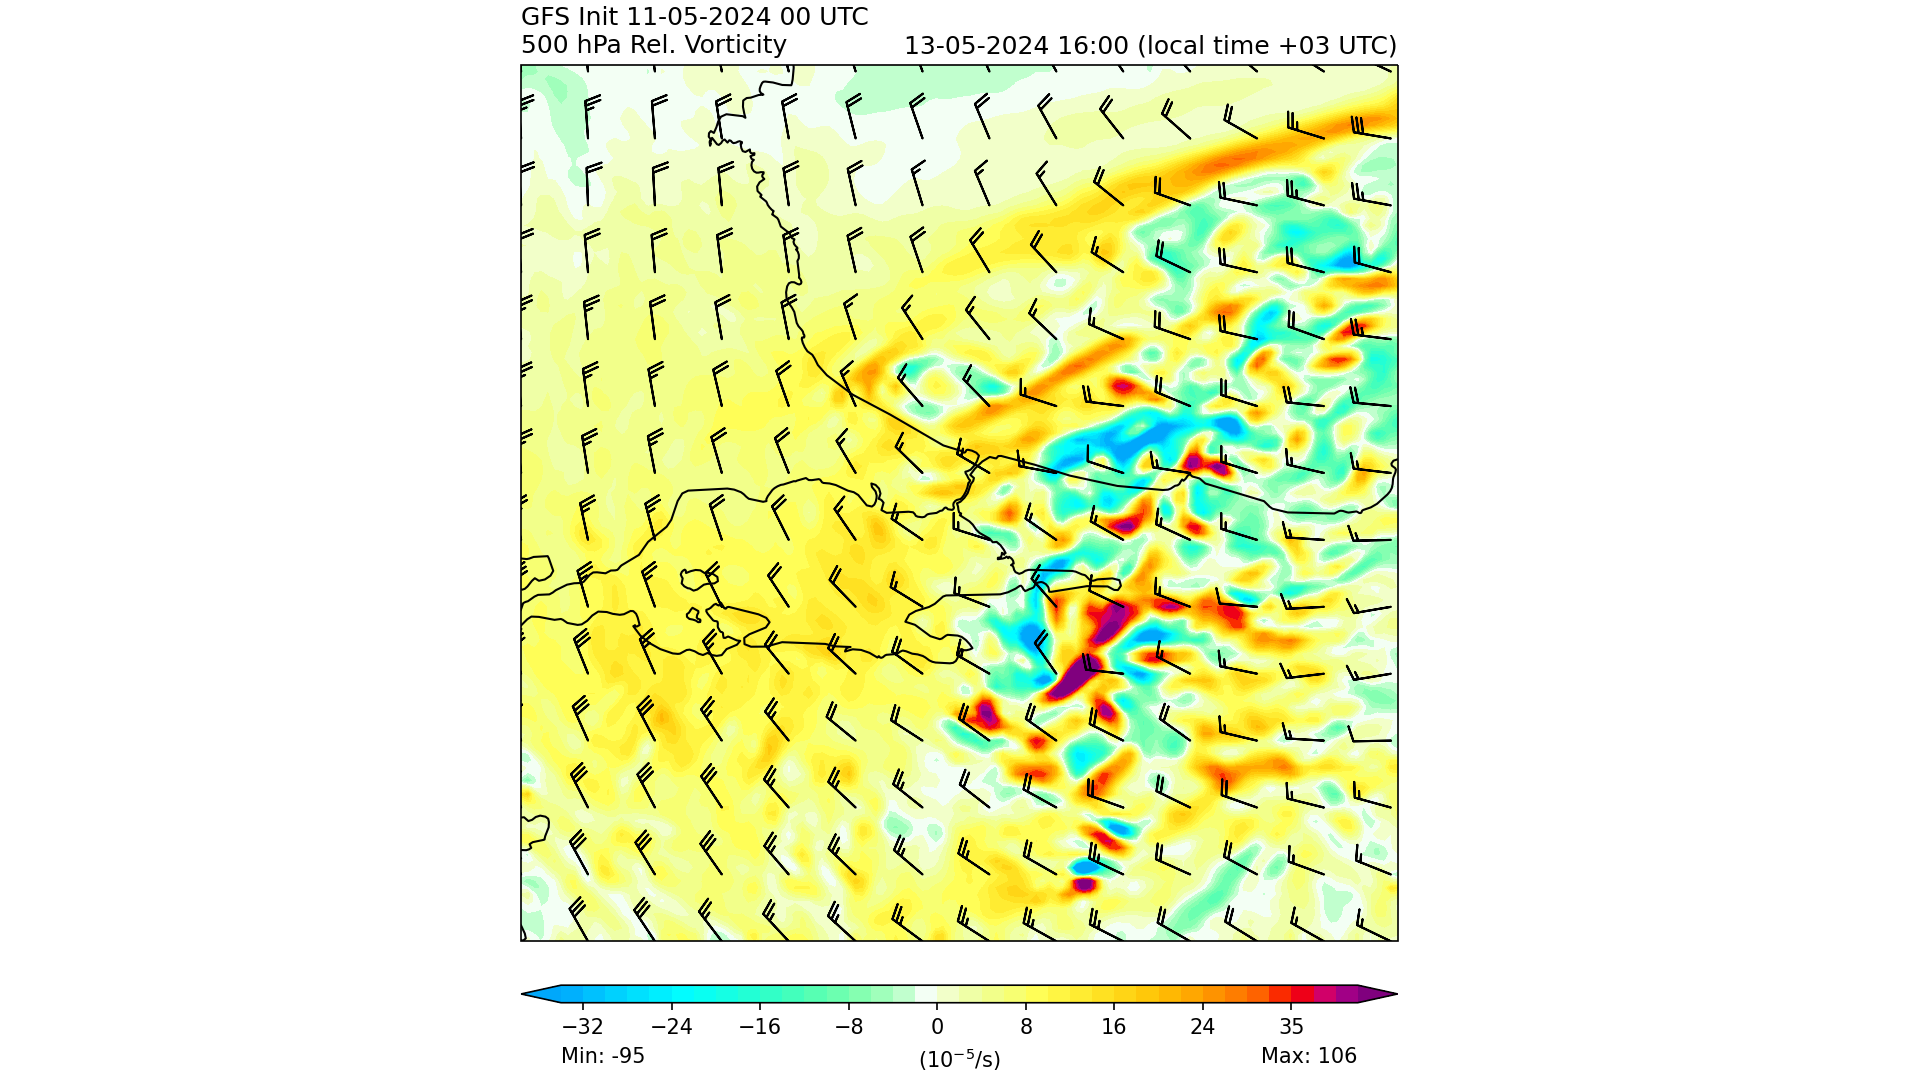 GFS Init 11-05-2024 00 UTC
500 hPa Rel. Vorticity
13-05-2024 16:00 (local time +03 UTC)
−32 −24 −16 −8 0 8 16 24 35
Min: -95
(10⁻⁵/s)
Max: 106